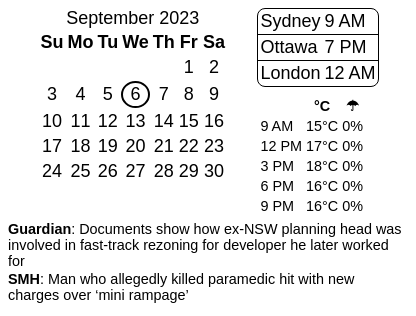 September 2023
Su Mo Tu We Th Fr Sa
1 2
3 4 5 6 7 8 9
10 11 12 13 14 15 16
17 18 19 20 21 22 23
24 25 26 27 28 29 30
Sydney 9 AM
Ottawa 7 PM
London 12 AM
°C ☂
9 AM 15°C 0%
12 PM 17°C 0%
3 PM 18°C 0%
6 PM 16°C 0%
9 PM 16°C 0%
Guardian: Documents show how ex-NSW planning head was
involved in fast-track rezoning for developer he later worked
for
SMH: Man who allegedly killed paramedic hit with new
charges over ‘mini rampage’